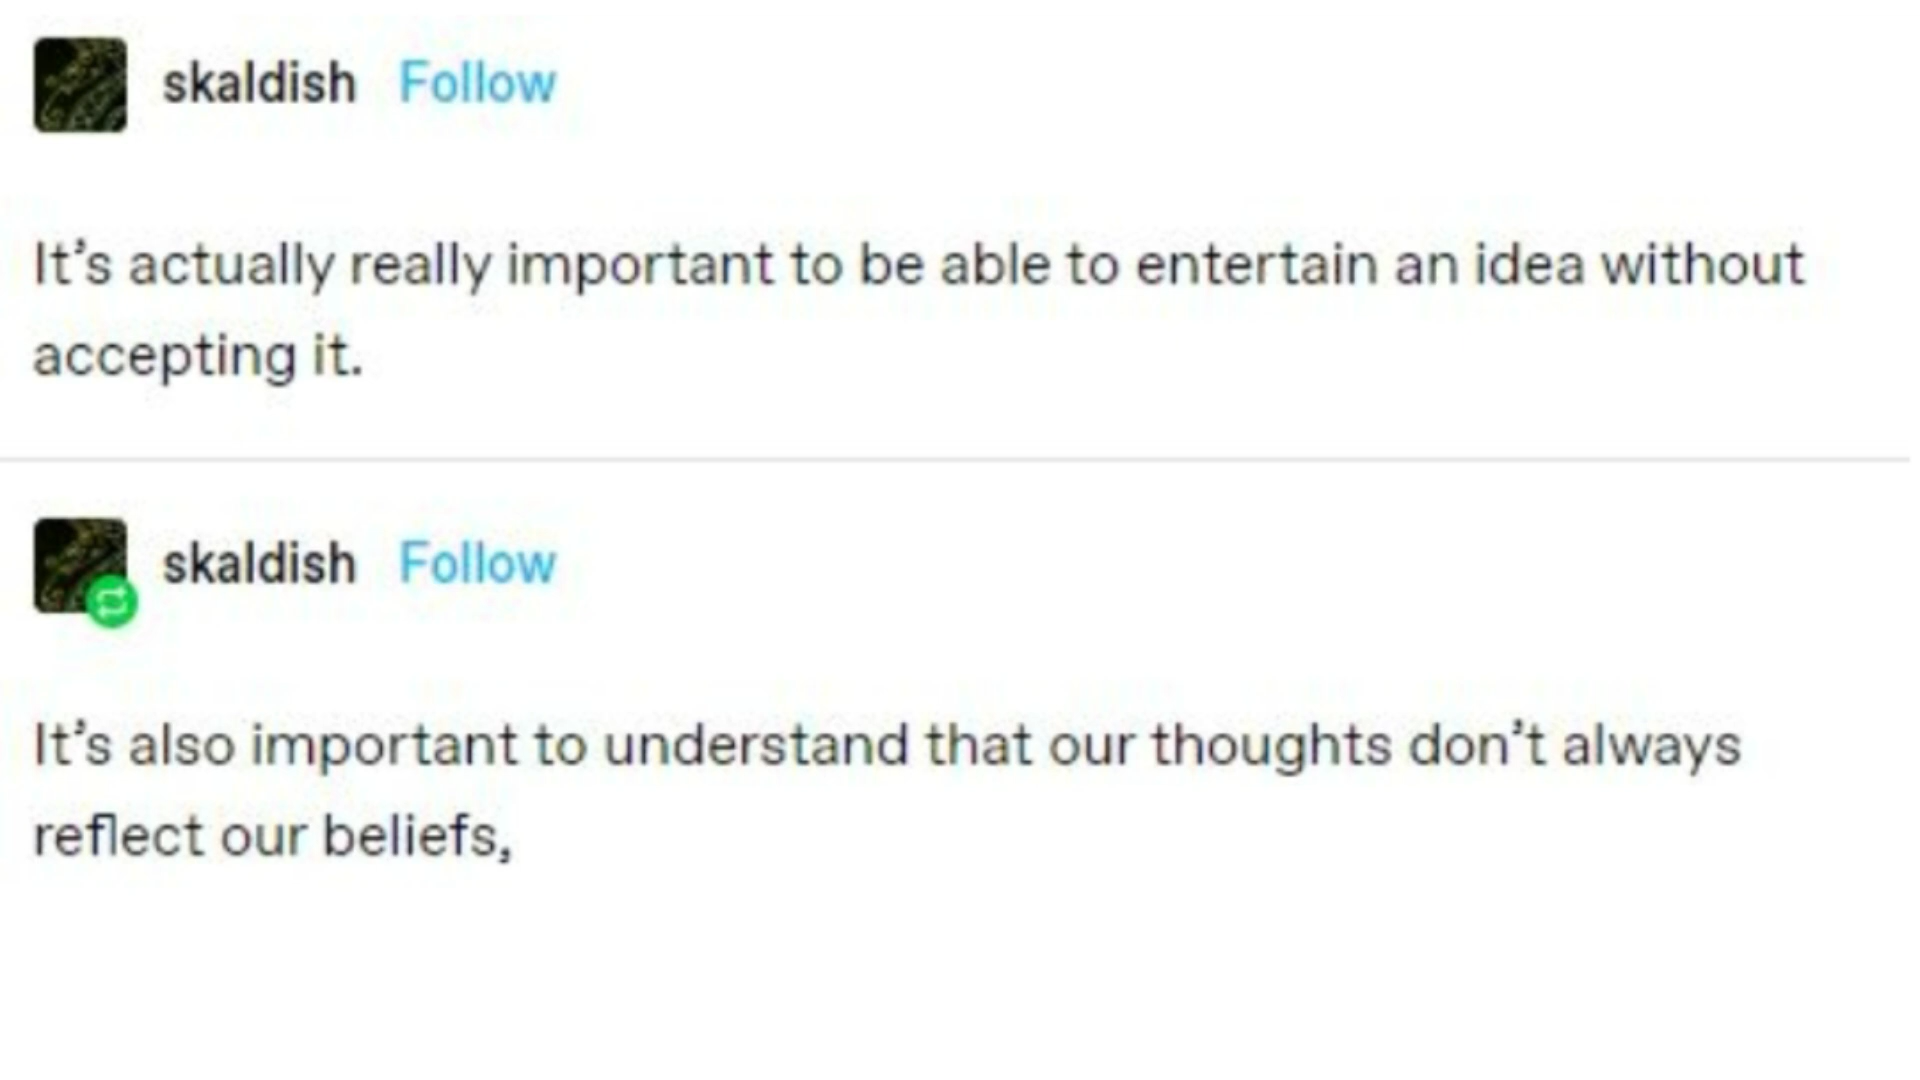 skaldish Follow
It’s actually really important to be able to entertain an idea without
accepting it.
skaldish Follow
It’s also important to understand that our thoughts don’t always
reflect our beliefs,